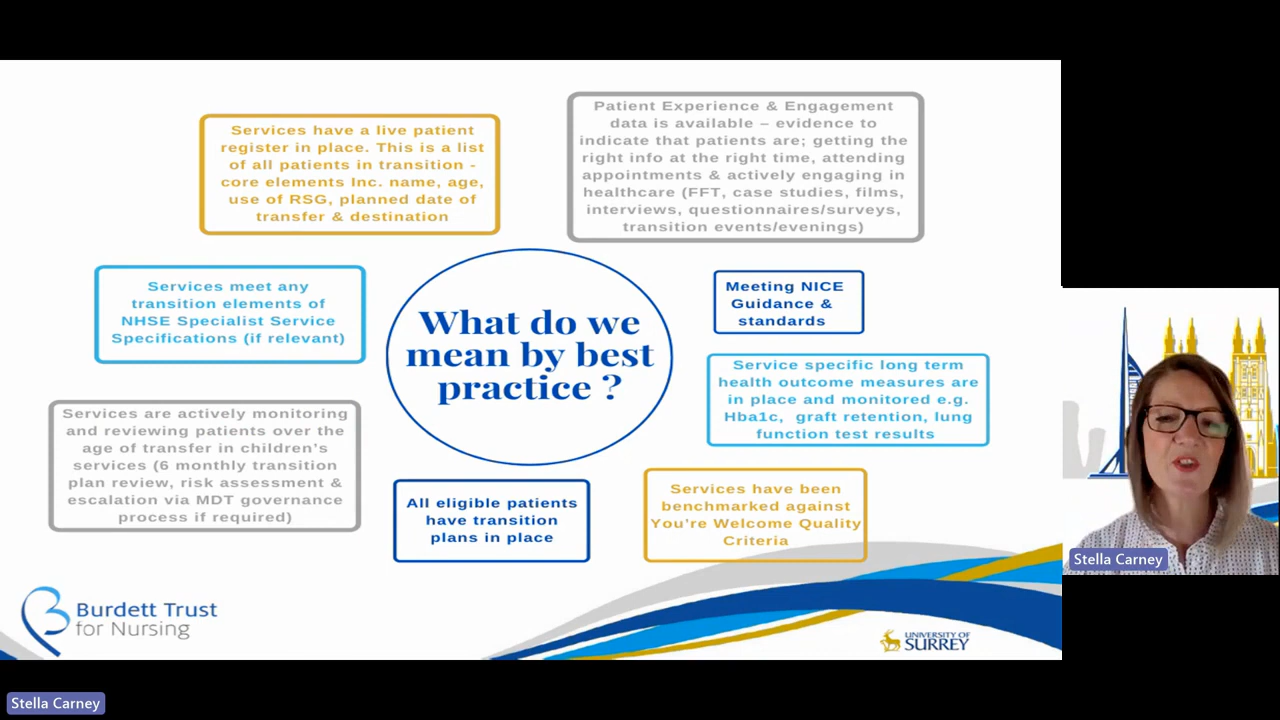 Services have a live patient
register in place. This is a list
of all patients in transition -
core elements Inc. name, age,
use of RSG, planned date of
transfer & destination
Patient Experience & Engagement
data is available – evidence to
indicate that patients are; getting the
right info at the right time, attending
appointments & actively engaging in
healthcare (FFT, case studies, films,
interviews, questionnaires/surveys,
transition events/evenings)
Services meet any
transition elements of
NHSE Specialist Service
Specifications (if relevant)
What do we
mean by best
practice ?
Meeting NICE
Guidance &
standards
Service specific long term
health outcome measures are
in place and monitored e.g.
Hba1c, graft retention, lung
function test results
Services are actively monitoring
and reviewing patients over the
age of transfer in children's
services (6 monthly transition
plan review, risk assessment &
escalation via MDT governance
process if required)
All eligible patients
have transition
plans in place
Services have been
benchmarked against
You're Welcome Quality
Criteria
Burdett Trust
for Nursing
UNIVERSITY OF
SURREY
Stella Carney
Stella Carney